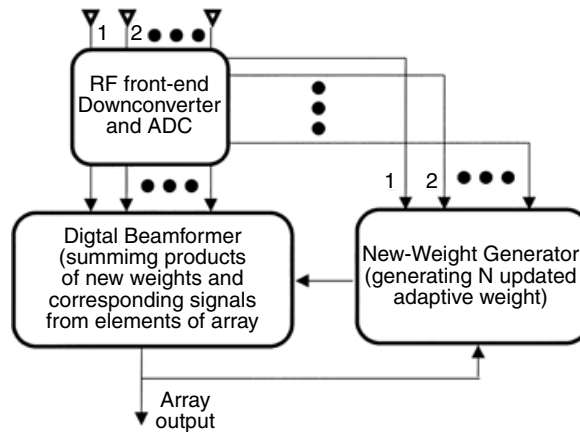 1 2
RF front-end
Downconverter
and ADC
1 2
Digtal Beamformer
(summimg products
of new weights and
corresponding signals
from elements of array
New-Weight Generator
(generating N updated
adaptive weight)
Array
output